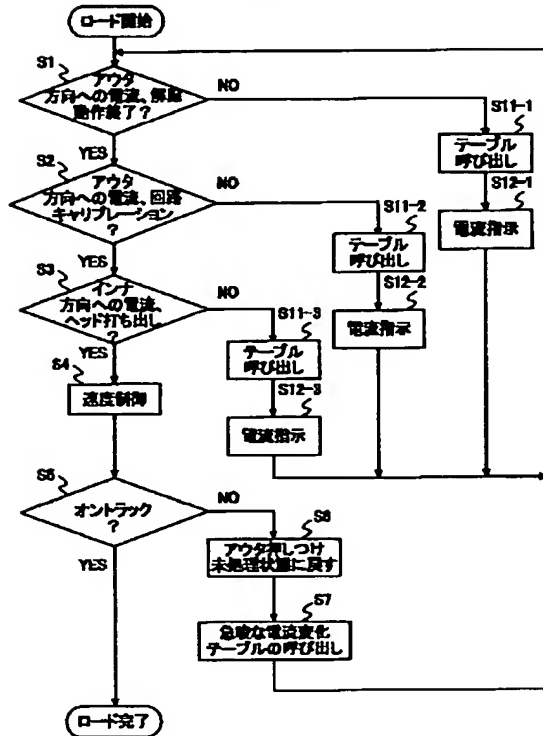 ロード開始
S1
アウタ
方向への電流、解除
動作終了?
NO
YES
S11-1
テーブル
呼び出し
S12-1
電流指示
S2
アウタ
方向への電流、回路
キャリブレーション
?
NO
YES
S11-2
テーブル
呼び出し
S12-2
電流指示
S3
インナ
方向への電流、
ヘッド打ち出し?
NO
YES
S11-3
テーブル
呼び出し
S12-3
電流指示
S4
速度制御
S5
オントラック
?
NO
YES
S6
アウタ押しつけ
未処理状態に戻す
S7
急峻な電流変化
テーブルの呼び出し
ロード完了